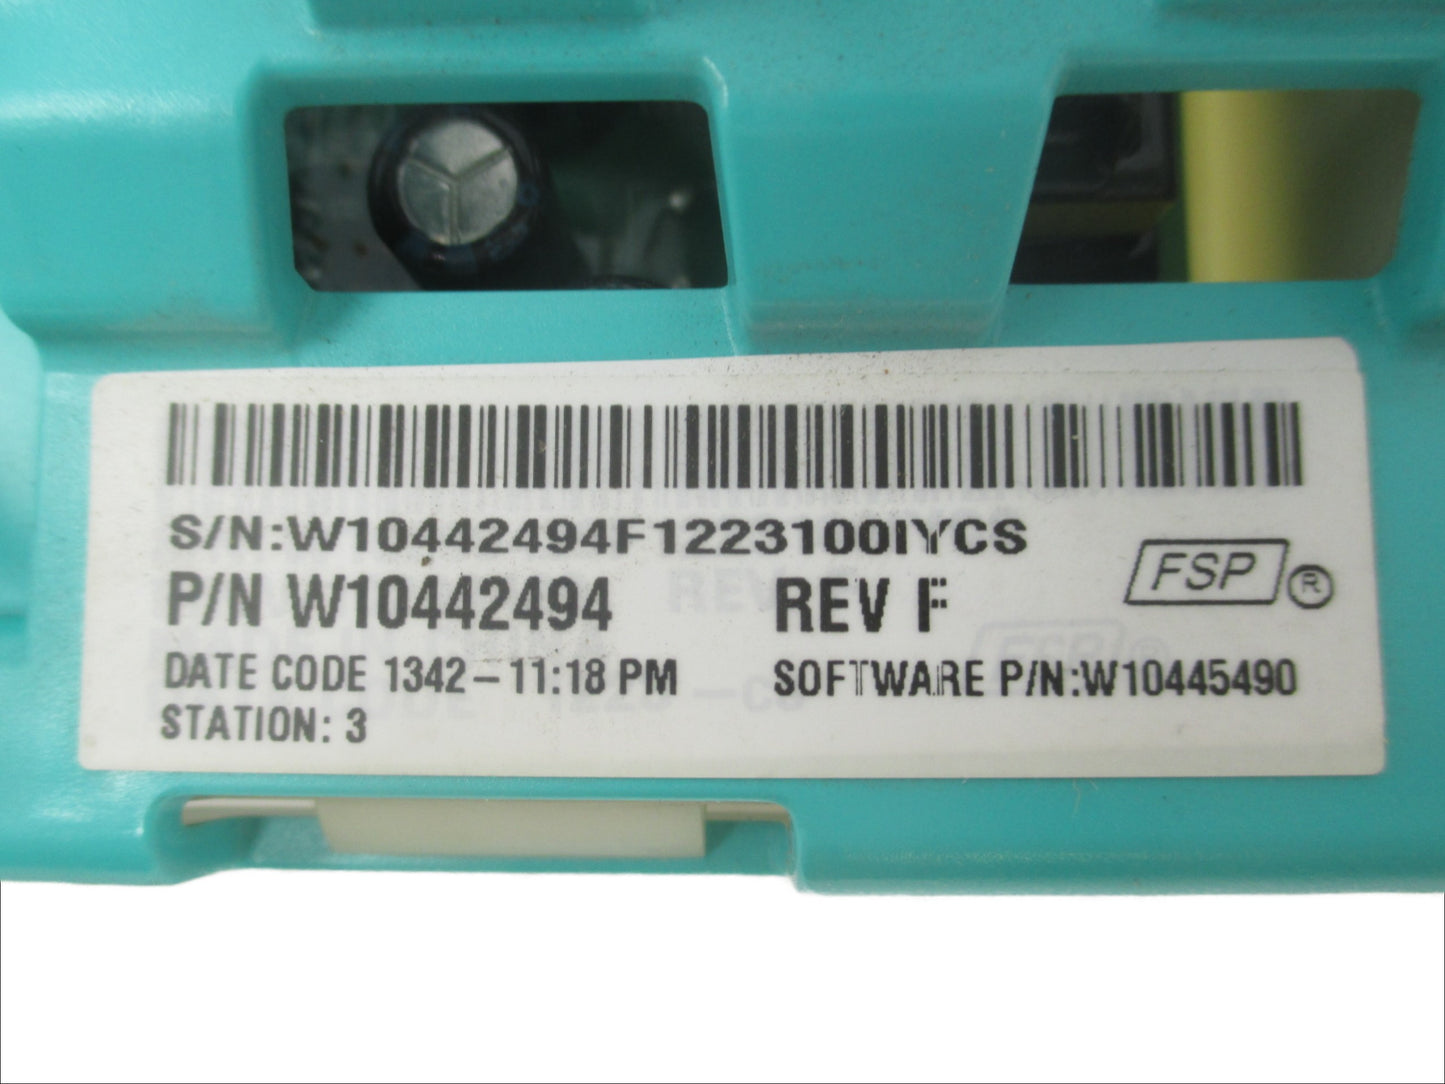 S/N:W10442494F1223100IYCS
P/N W10442494 REV F
FSP ®
DATE CODE 1342-11:18 PM SOFTWARE P/N:W10445490
STATION: 3